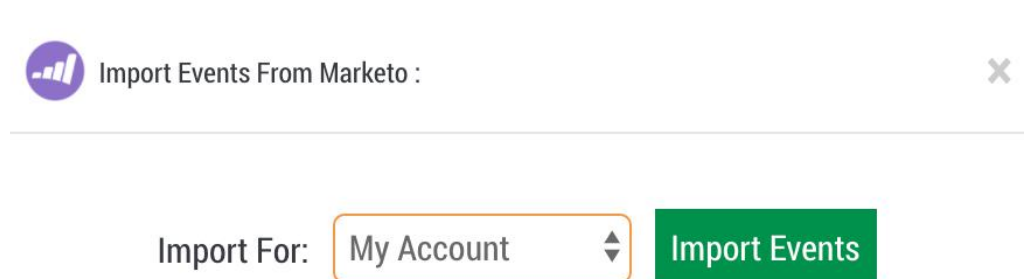 Import Events From Marketo :
Import For: My Account Import Events